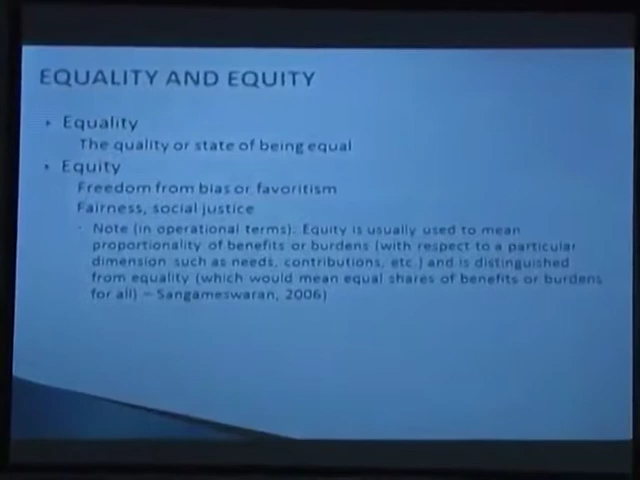 EQUALITY AND EQUITY
• Equality
The quality or state of being equal
• Equity
Freedom from bias or favoritism
Fairness, social justice
· Note (in operational terms): Equity is usually used to mean
proportionality of benefits or burdens (with respect to a particular
dimension such as needs, contributions, etc.) and is distinguished
from equality (which would mean equal shares of benefits or burdens
for all) – Sangameswaran, 2006)